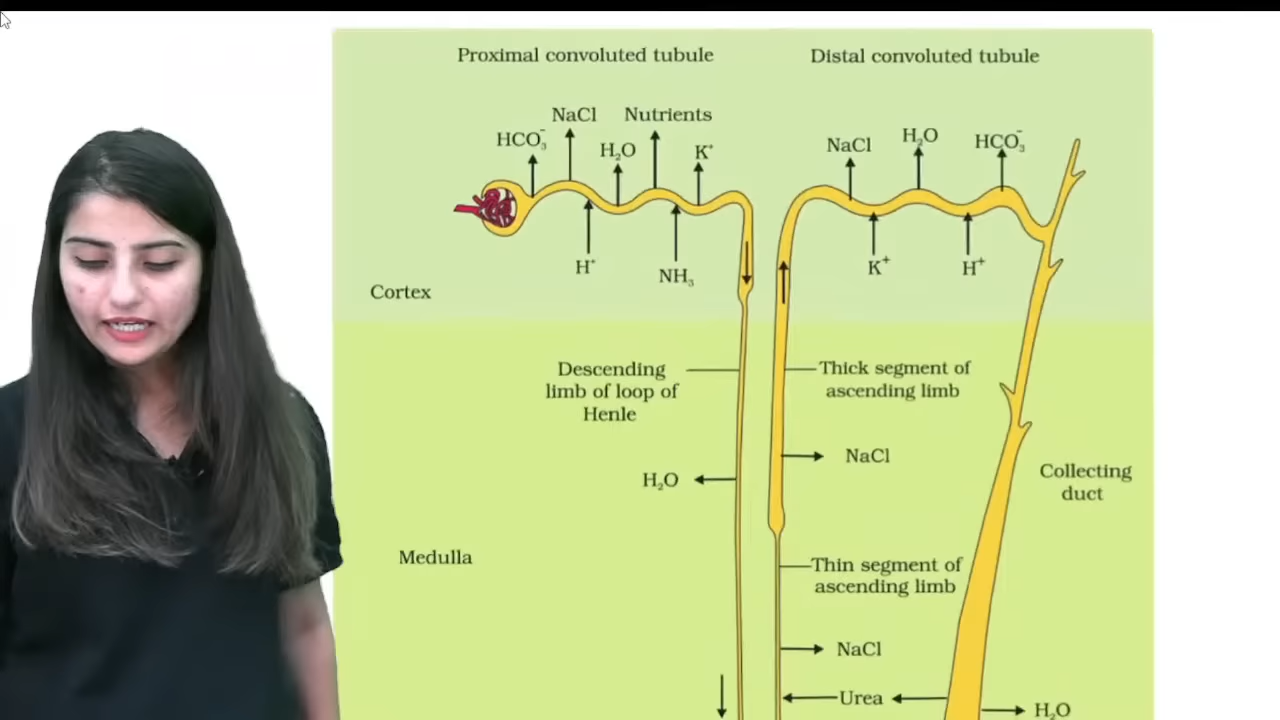 Proximal convoluted tubule
Distal convoluted tubule
NaCl
Nutrients
HCO₃⁻
H₂O
K⁺
NaCl
H₂O
HCO₃⁻
H⁺
NH₃
K⁺
H⁺
Cortex
Descending
limb of loop of
Henle
Thick segment of
ascending limb
NaCl
H₂O
Collecting
duct
Medulla
Thin segment of
ascending limb
NaCl
Urea
H₂O